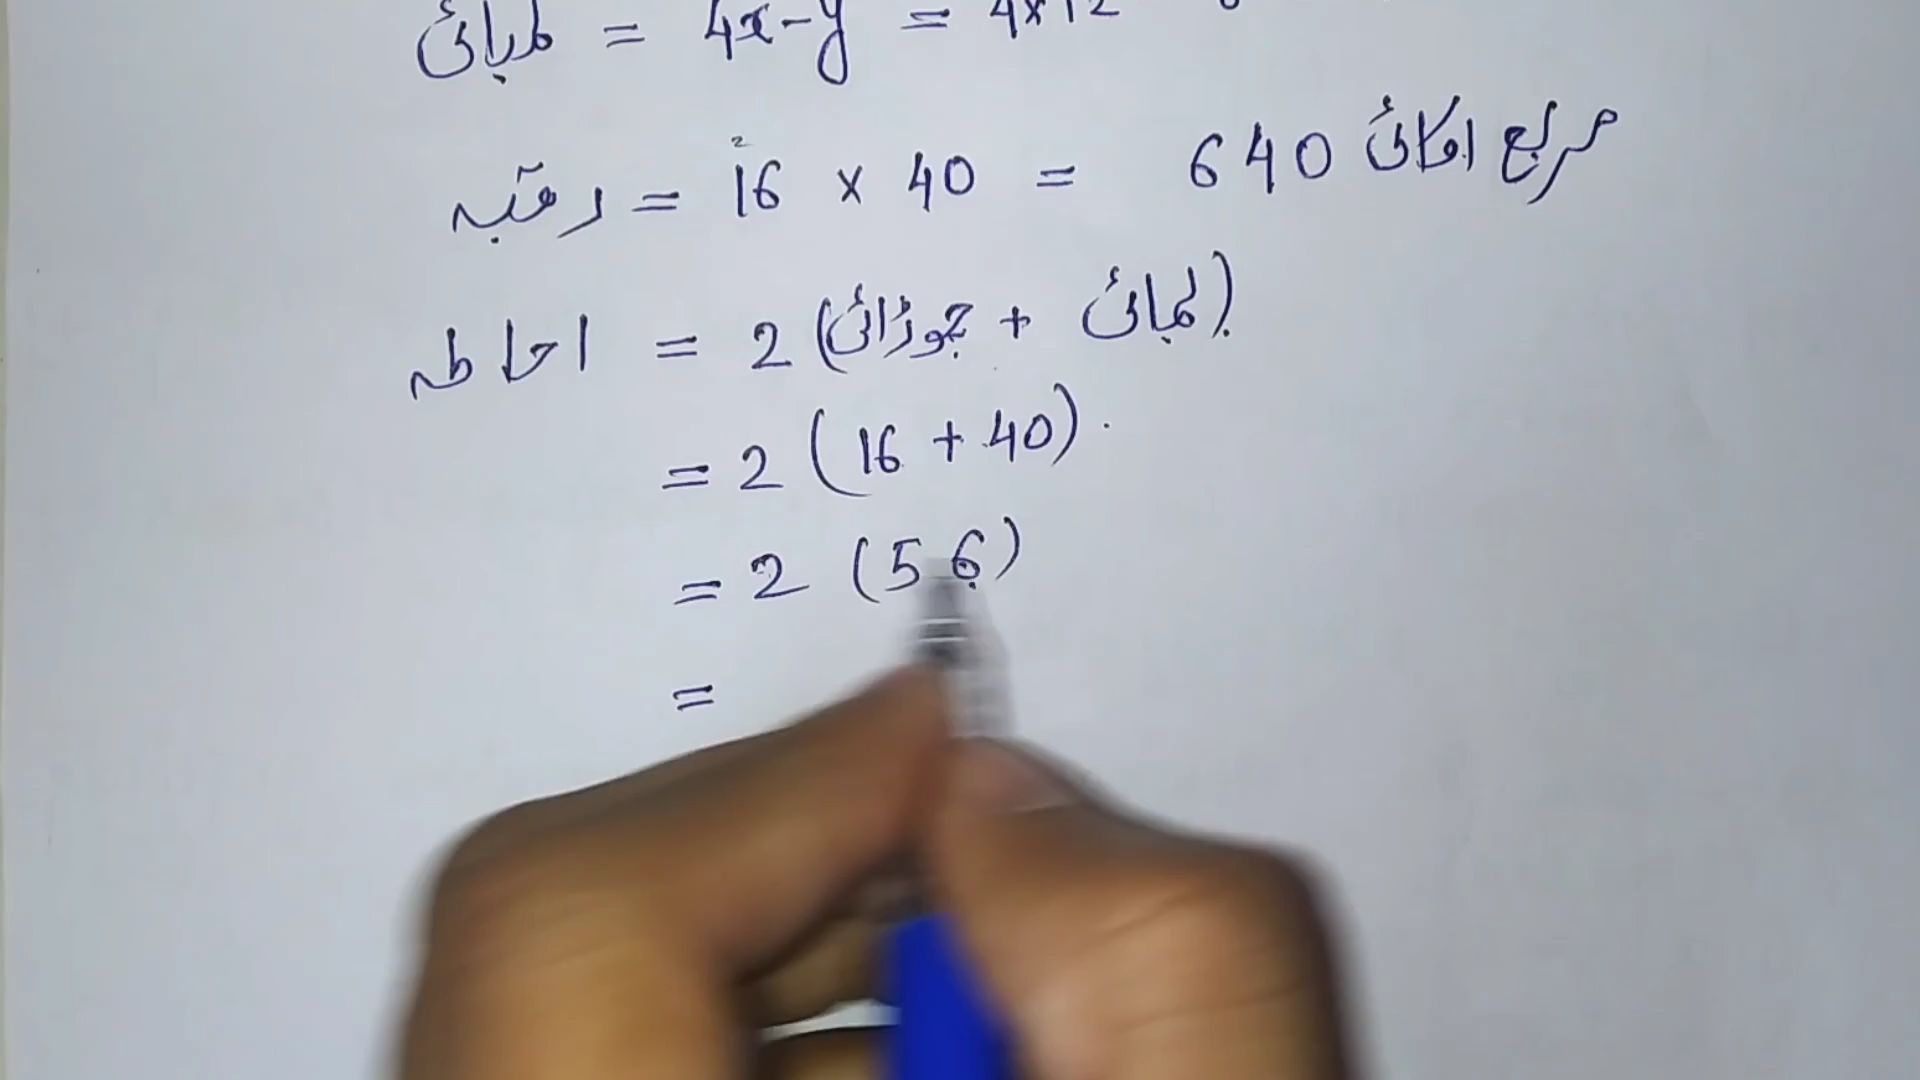 لمبائی = 4x-y = 4x12
رقبہ = 16 x 40 = 640 مربع اکائی
احاطہ = 2 (چوڑائی + لمبائی)
= 2 (16 + 40)
= 2 (56)
=